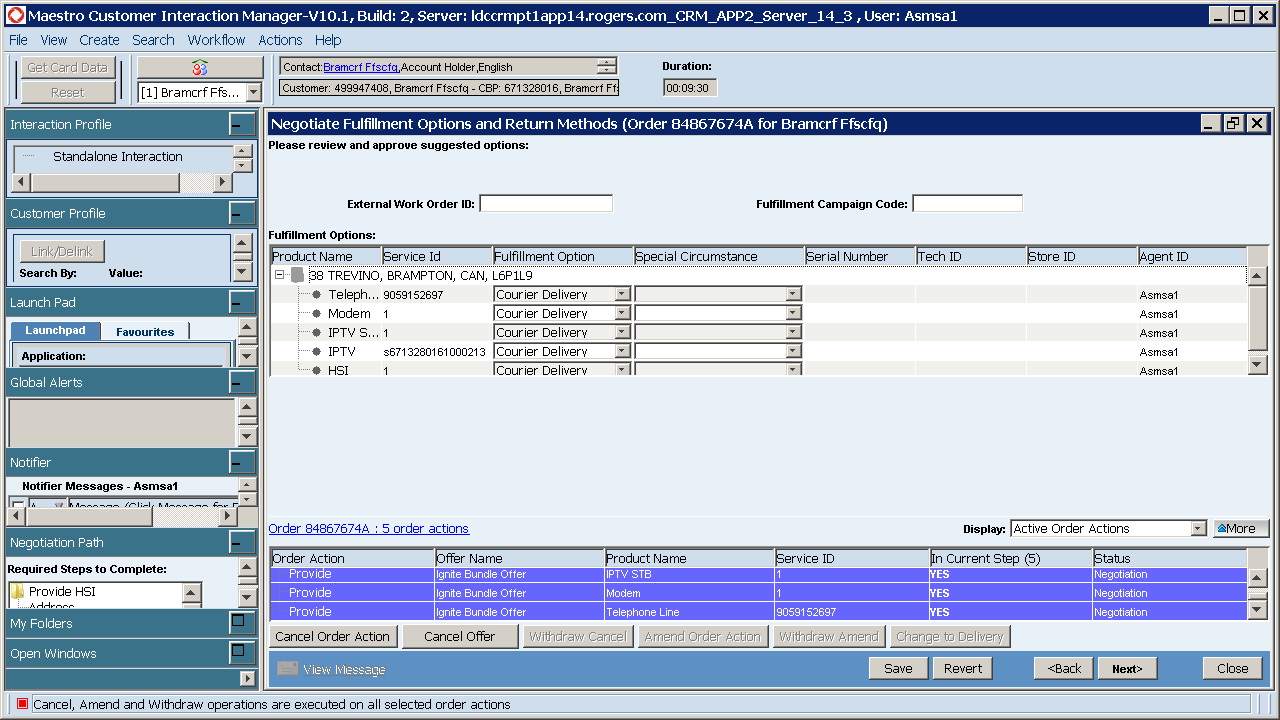 Maestro Customer Interaction Manager-V10.1, Build: 2, Server: ldccrmpt1app14.rogers.com_CRM_APP2_Server_14_3 , User: Asmsa1
File View Create Search Workflow Actions Help
Get Card Data
Reset
[1] Bramcrf Ffs...
Contact:Bramcrf Ffscfq,Account Holder,English
Customer: 499947408, Bramcrf Ffscfq - CBP: 671328016, Bramcrf Ff
Duration:
00:09:30
Interaction Profile
Standalone Interaction
Customer Profile
Link/Delink
Search By: Value:
Launch Pad
Launchpad Favourites
Application:
Global Alerts
Notifier
Notifier Messages - Asmsa1
Negotiation Path
Required Steps to Complete:
Provide HSI
Address
My Folders
Open Windows
Negotiate Fulfillment Options and Return Methods (Order 84867674A for Bramcrf Ffscfq)
Please review and approve suggested options:
External Work Order ID: Fulfillment Campaign Code:
Fulfillment Options:
Product Name Service Id Fulfillment Option Special Circumstance Serial Number Tech ID Store ID Agent ID
38 TREVINO, BRAMPTON, CAN, L6P1L9
Teleph... 9059152697 Courier Delivery Asmsa1
Modem 1 Courier Delivery Asmsa1
IPTV S... 1 Courier Delivery Asmsa1
IPTV s6713280161000213 Courier Delivery Asmsa1
HSI 1 Courier Delivery Asmsa1
Order 84867674A : 5 order actions
Display: Active Order Actions More
Order Action Offer Name Product Name Service ID In Current Step (5) Status
Provide Ignite Bundle Offer IPTV STB 1 YES Negotiation
Provide Ignite Bundle Offer Modem 1 YES Negotiation
Provide Ignite Bundle Offer Telephone Line 9059152697 YES Negotiation
Cancel Order Action Cancel Offer Withdraw Cancel Amend Order Action Withdraw Amend Change to Delivery
View Message Save Revert <Back Next> Close
Cancel, Amend and Withdraw operations are executed on all selected order actions